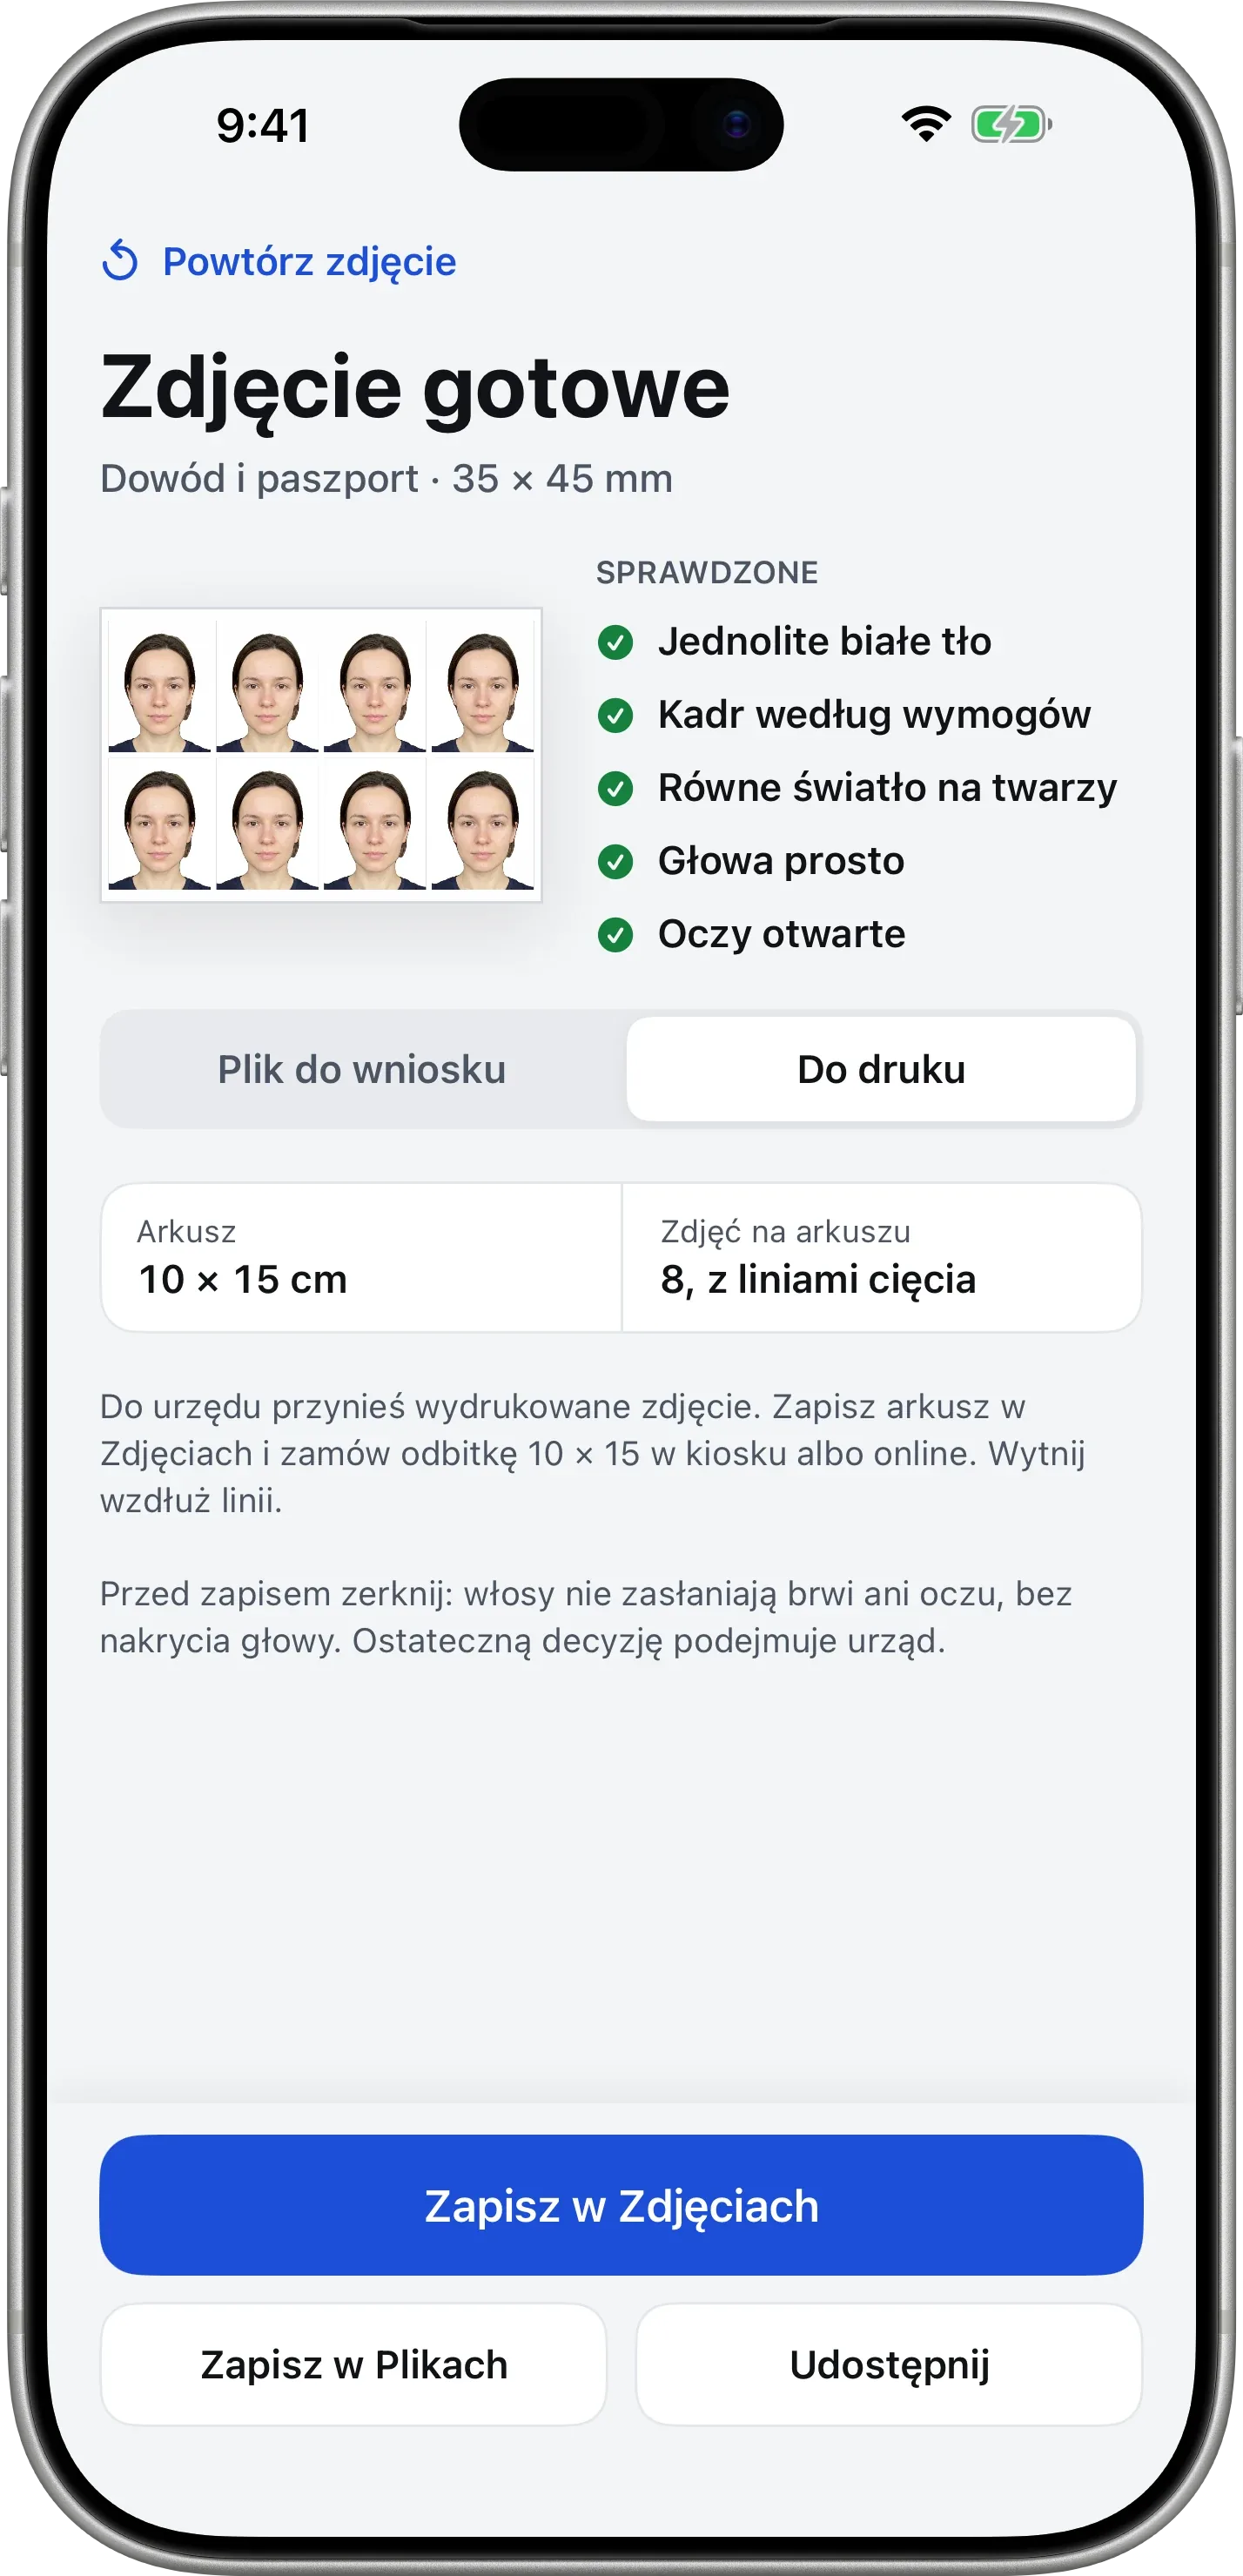 9:41
Powtórz zdjęcie
Zdjęcie gotowe
Dowód i paszport · 35 × 45 mm
SPRAWDZONE
Jednolite białe tło
Kadr według wymogów
Równe światło na twarzy
Głowa prosto
Oczy otwarte
Plik do wniosku
Do druku
Arkusz
10 × 15 cm
Zdjęć na arkuszu
8, z liniami cięcia
Do urzędu przynieś wydrukowane zdjęcie. Zapisz arkusz w
Zdjęciach i zamów odbitkę 10 × 15 w kiosku albo online. Wytnij
wzdłuż linii.
Przed zapisem zerknij: włosy nie zasłaniają brwi ani oczu, bez
nakrycia głowy. Ostateczną decyzję podejmuje urząd.
Zapisz w Zdjęciach
Zapisz w Plikach
Udostępnij